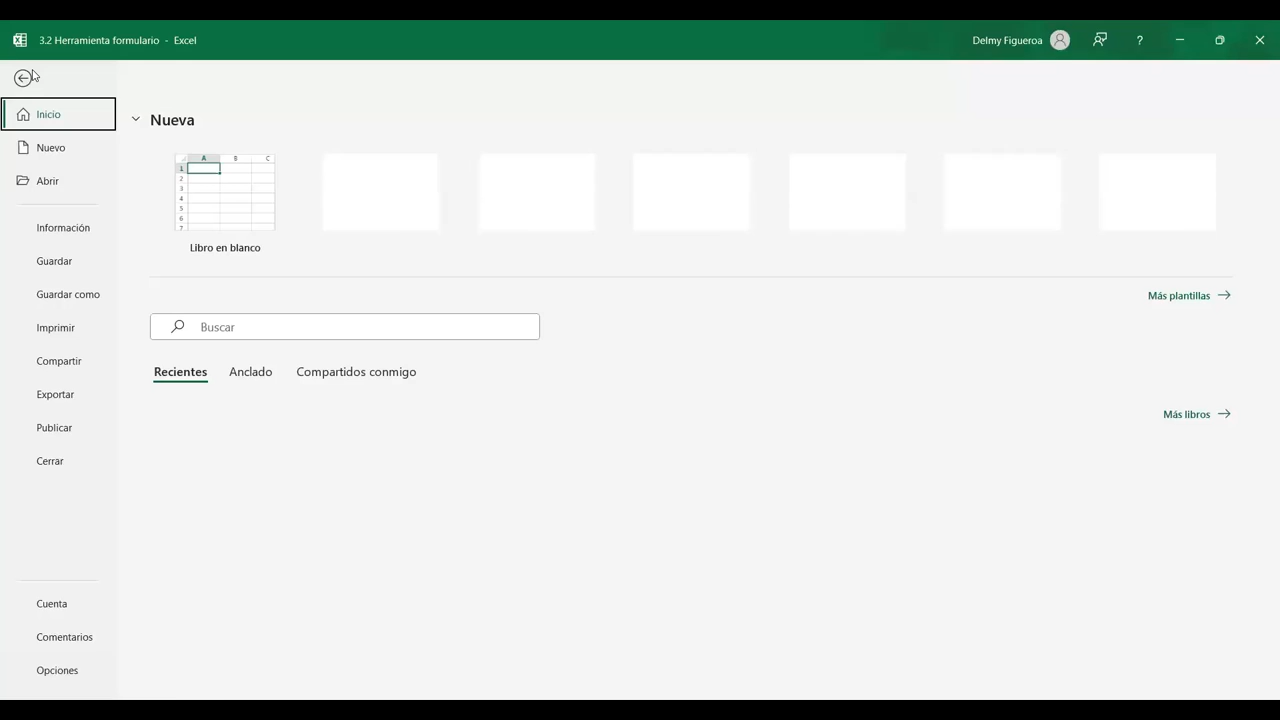 3.2 Herramienta formulario - Excel
Delmy Figueroa
?
Inicio
Nuevo
Abrir
Información
Guardar
Guardar como
Imprimir
Compartir
Exportar
Publicar
Cerrar
Cuenta
Comentarios
Opciones
Nueva
A B C
1
2
3
4
5
6
7
Libro en blanco
Más plantillas
Buscar
Recientes Anclado Compartidos conmigo
Más libros